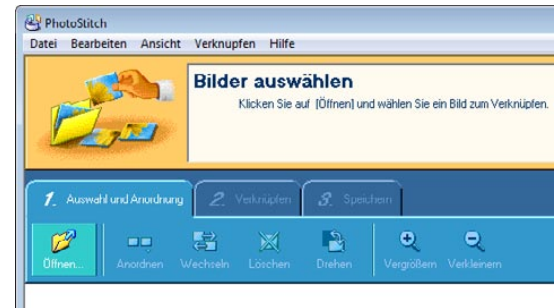 PhotoStitch
Datei Bearbeiten Ansicht Verknupfen Hilfe
Bilder auswählen
Klicken Sie auf [Öffnen] und wählen Sie ein Bild zum Verknüpfen.
1. Auswahl und Anordnung 2. Verknüpfen 3. Speichern
Öffnen... Anordnen Wechseln Löschen Drehen Vergrößern Verkleinern